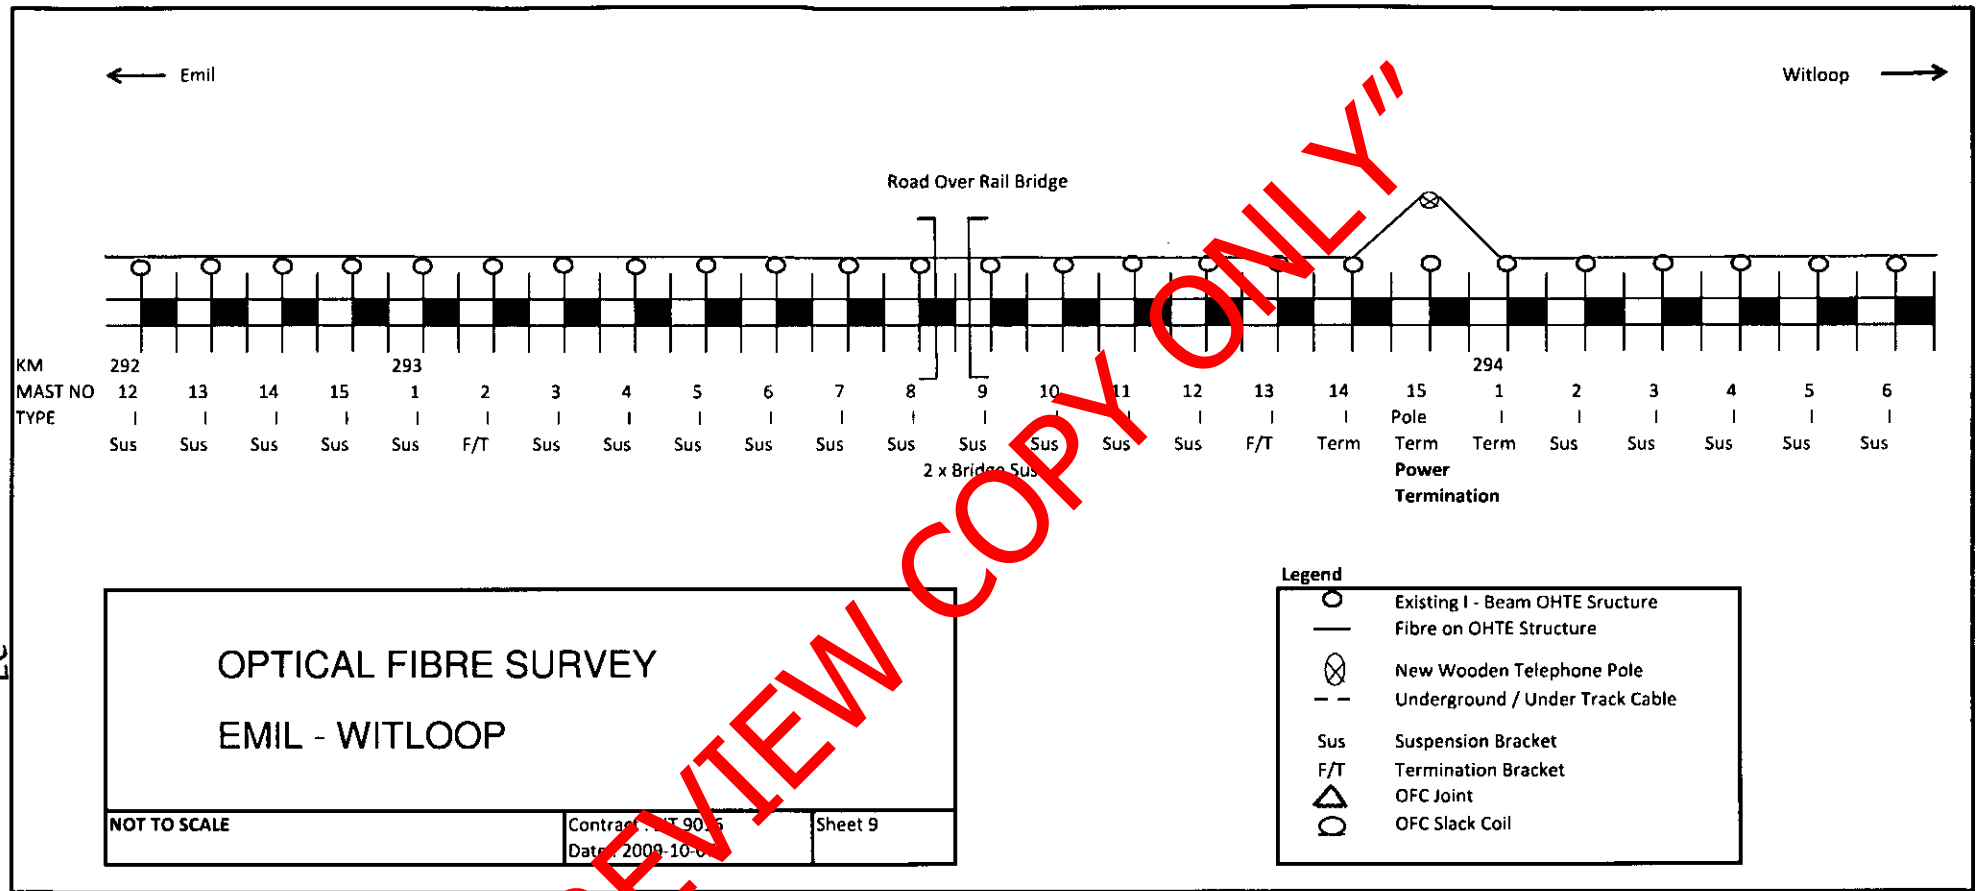 Emil
Witloop
Road Over Rail Bridge
KM 292 293 294
MAST NO 12 13 14 15 1 2 3 4 5 6 7 8 9 10 11 12 13 14 15 1 2 3 4 5 6
TYPE I I I I I I I I I I I I I I I I I I Pole I I I I I I
Sus Sus Sus Sus Sus F/T Sus Sus Sus Sus Sus Sus Sus Sus Sus Sus F/T Term Term Term Sus Sus Sus Sus Sus
2 x Bridge Sus
Power
Termination
OPTICAL FIBRE SURVEY
EMIL - WITLOOP
NOT TO SCALE
Contract :
Date : 2009-10-
Sheet 9
Legend
Existing I - Beam OHTE Sructure
Fibre on OHTE Structure
New Wooden Telephone Pole
Underground / Under Track Cable
Sus Suspension Bracket
F/T Termination Bracket
OFC Joint
OFC Slack Coil
REVIEW COPY ONLY"